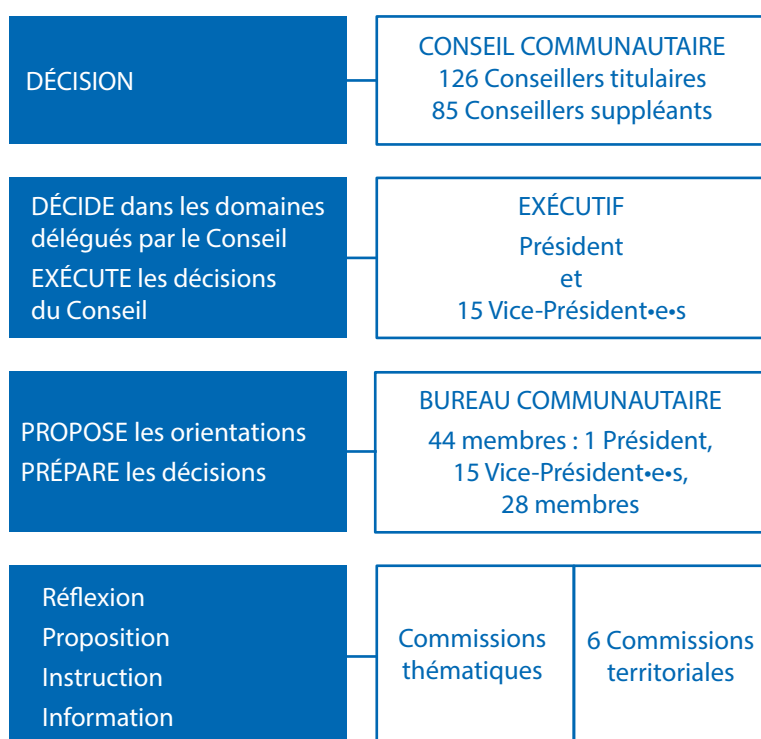 DÉCISION
CONSEIL COMMUNAUTAIRE
126 Conseillers titulaires
85 Conseillers suppléants
DÉCIDE dans les domaines
délégués par le Conseil
EXÉCUTE les décisions
du Conseil
EXÉCUTIF
Président
et
15 Vice-Président•e•s
PROPOSE les orientations
PRÉPARE les décisions
BUREAU COMMUNAUTAIRE
44 membres : 1 Président,
15 Vice-Président•e•s,
28 membres
Réflexion
Proposition
Instruction
Information
Commissions
thématiques
6 Commissions
territoriales